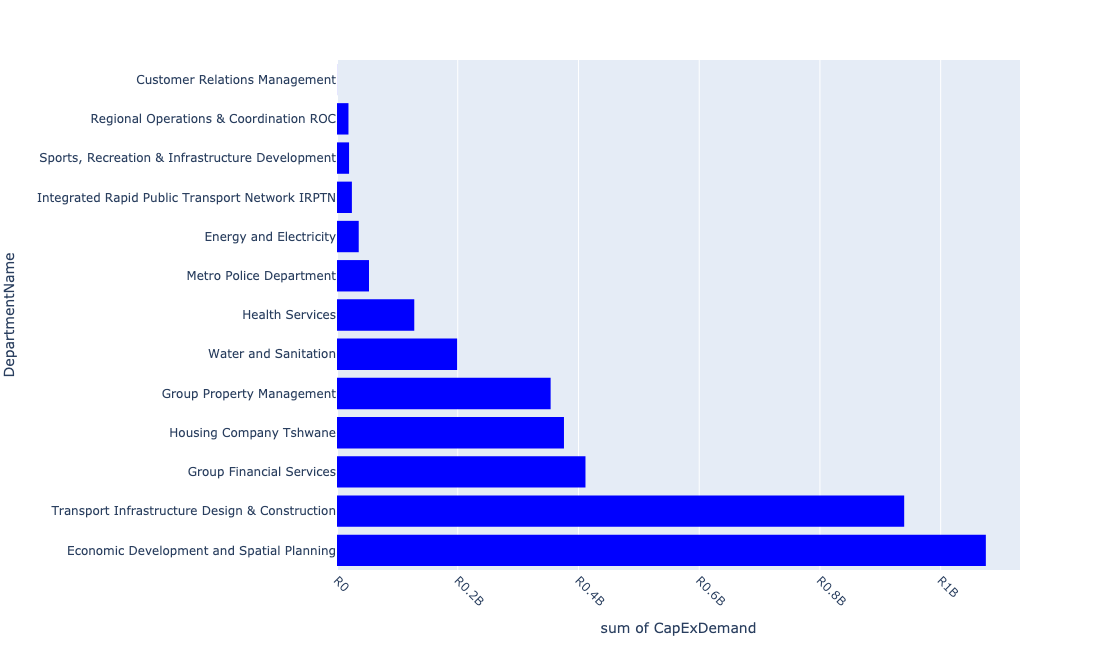 Customer Relations Management
Regional Operations & Coordination ROC
Sports, Recreation & Infrastructure Development
Integrated Rapid Public Transport Network IRPTN
Energy and Electricity
Metro Police Department
Health Services
Water and Sanitation
Group Property Management
Housing Company Tshwane
Group Financial Services
Transport Infrastructure Design & Construction
Economic Development and Spatial Planning
DepartmentName
R0
R0.2B
R0.4B
R0.6B
R0.8B
R1B
sum of CapExDemand